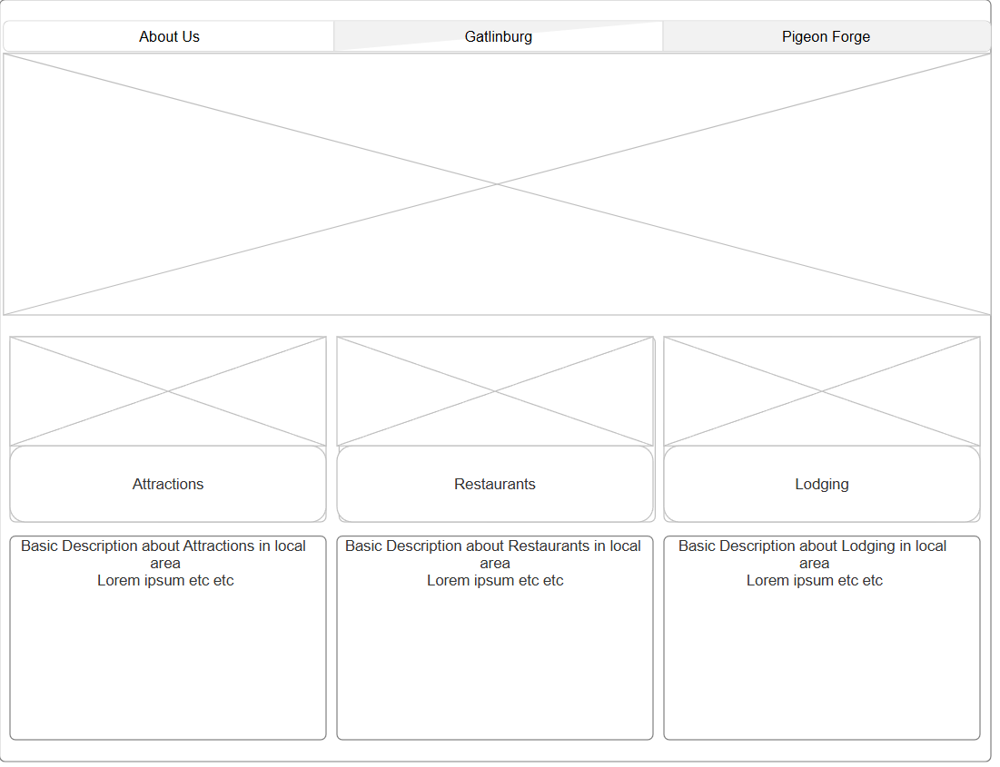 About Us
Gatlinburg
Pigeon Forge
Attractions
Restaurants
Lodging
Basic Description about Attractions in local
area
Lorem ipsum etc etc
Basic Description about Restaurants in local
area
Lorem ipsum etc etc
Basic Description about Lodging in local
area
Lorem ipsum etc etc